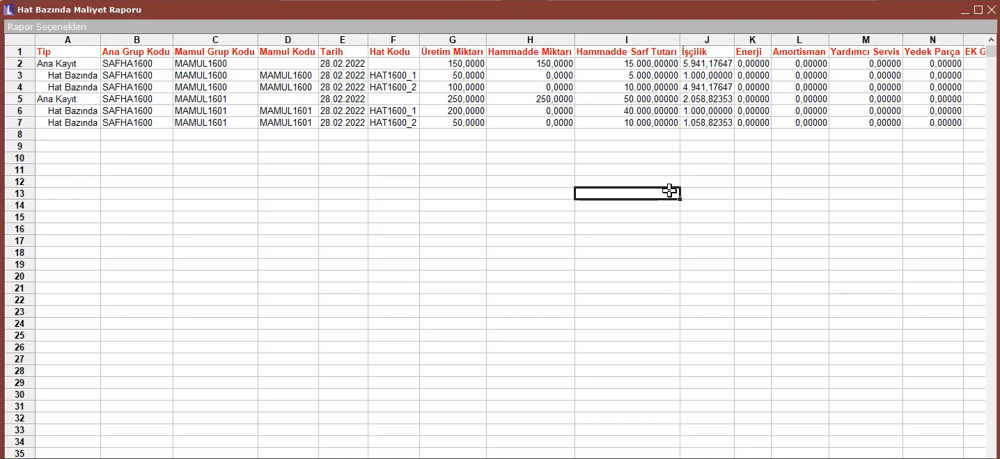 Hat Bazında Maliyet Raporu
Rapor Seçenekleri
A B C D E F G H I J K L M N
1 Tip Ana Grup Kodu Mamul Grup Kodu Mamul Kodu Tarih Hat Kodu Üretim Miktarı Hammadde Miktarı Hammadde Sarf Tutarı İşçilik Enerji Amortisman Yardımcı Servis Yedek Parça EK G
2 Ana Kayıt SAFHA1600 MAMUL1600 28.02.2022 150,0000 150,0000 15.000,00000 5.941,17647 0,00000 0,00000 0,00000 0,00000
3 Hat Bazında SAFHA1600 MAMUL1600 MAMUL1600 28.02.2022 HAT1600_1 50,0000 0,0000 5.000,00000 1.000,00000 0,00000 0,00000 0,00000 0,00000
4 Hat Bazında SAFHA1600 MAMUL1600 MAMUL1600 28.02.2022 HAT1600_2 100,0000 0,0000 10.000,00000 4.941,17647 0,00000 0,00000 0,00000 0,00000
5 Ana Kayıt SAFHA1600 MAMUL1601 28.02.2022 250,0000 250,0000 50.000,00000 2.058,82353 0,00000 0,00000 0,00000 0,00000
6 Hat Bazında SAFHA1600 MAMUL1601 MAMUL1601 28.02.2022 HAT1600_1 200,0000 0,0000 40.000,00000 1.000,00000 0,00000 0,00000 0,00000 0,00000
7 Hat Bazında SAFHA1600 MAMUL1601 MAMUL1601 28.02.2022 HAT1600_2 50,0000 0,0000 10.000,00000 1.058,82353 0,00000 0,00000 0,00000 0,00000
8
9
10
11
12
13
14
15
16
17
18
19
20
21
22
23
24
25
26
27
28
29
30
31
32
33
34
35